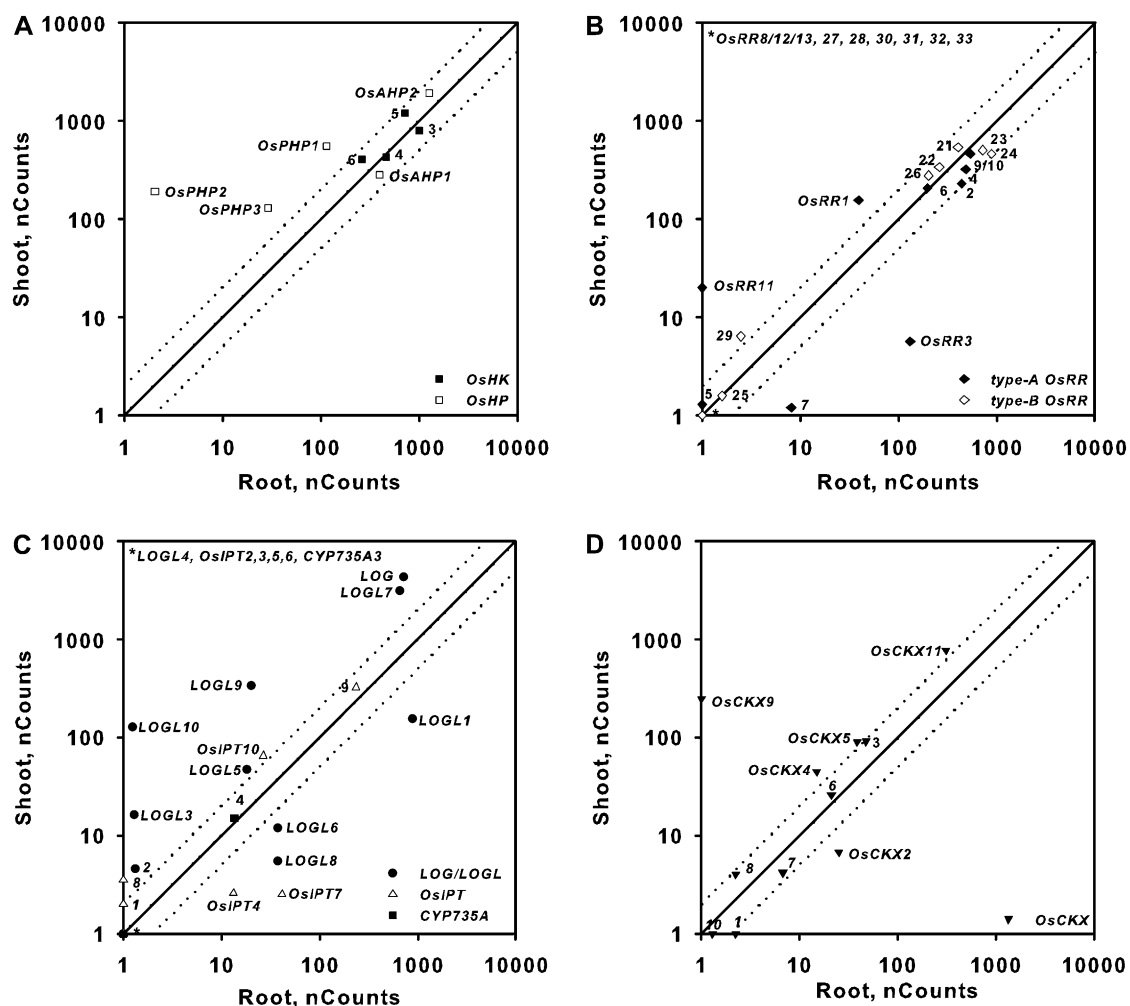 A
10000
1000
100
10
1
Shoot, nCounts
OsAHP2
5
3
OsPHP1
6
4
OsAHP1
OsPHP2
OsPHP3
OsHK
OsHP
1 10 100 1000 10000
Root, nCounts
B
10000
1000
100
10
1
Shoot, nCounts
*OsRR8/12/13, 27, 28, 30, 31, 32, 33
21
23
24
22
9/10
26
4
6
2
OsRR1
OsRR11
29
OsRR3
5
25
7
*
type-A OsRR
type-B OsRR
1 10 100 1000 10000
Root, nCounts
C
10000
1000
100
10
1
Shoot, nCounts
*LOGL4, OsIPT2,3,5,6, CYP735A3
LOG
LOGL7
LOGL9
9
LOGL10
LOGL1
OsIPT10
LOGL5
4
LOGL3
LOGL6
2
LOGL8
8
OsIPT4
OsIPT7
1
*
LOG/LOGL
OsIPT
CYP735A
1 10 100 1000 10000
Root, nCounts
D
10000
1000
100
10
1
Shoot, nCounts
OsCKX11
OsCKX9
OsCKX5
3
OsCKX4
6
OsCKX2
8
7
10
1
OsCKX
1 10 100 1000 10000
Root, nCounts